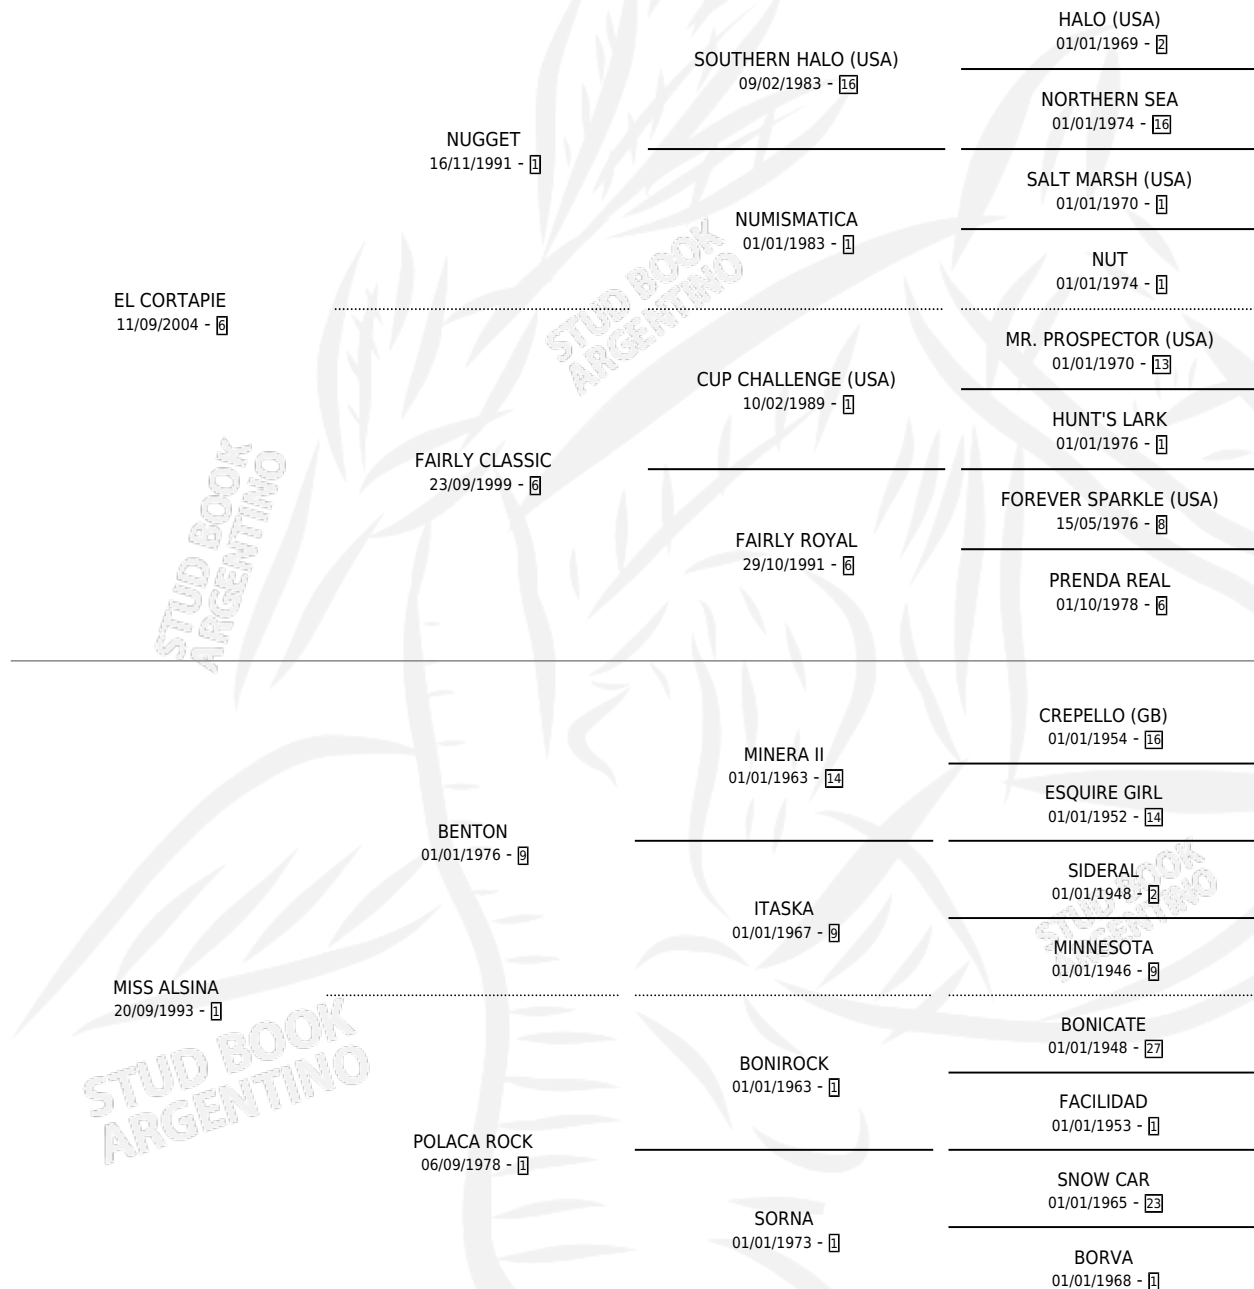 HALO (USA)
01/01/1969 - 2
SOUTHERN HALO (USA)
09/02/1983 - 16
NORTHERN SEA
01/01/1974 - 16
NUGGET
16/11/1991 - 1
SALT MARSH (USA)
01/01/1970 - 1
NUMISMATICA
01/01/1983 - 1
NUT
01/01/1974 - 1
EL CORTAPIE
11/09/2004 - 6
MR. PROSPECTOR (USA)
01/01/1970 - 13
CUP CHALLENGE (USA)
10/02/1989 - 1
HUNT'S LARK
01/01/1976 - 1
FAIRLY CLASSIC
23/09/1999 - 6
FOREVER SPARKLE (USA)
15/05/1976 - 8
FAIRLY ROYAL
29/10/1991 - 6
PRENDA REAL
01/10/1978 - 6
CREPELLO (GB)
01/01/1954 - 16
MINERA II
01/01/1963 - 14
ESQUIRE GIRL
01/01/1952 - 14
BENTON
01/01/1976 - 9
SIDERAL
01/01/1948 - 2
ITASKA
01/01/1967 - 9
MINNESOTA
01/01/1946 - 9
MISS ALSINA
20/09/1993 - 1
BONICATE
01/01/1948 - 27
BONIROCK
01/01/1963 - 1
FACILIDAD
01/01/1953 - 1
POLACA ROCK
06/09/1978 - 1
SNOW CAR
01/01/1965 - 23
SORNA
01/01/1973 - 1
BORVA
01/01/1968 - 1
STUD BOOK
ARGENTINO
STUD BOOK
ARGENTINO
STUD BOOK
ARGENTINO
STUD BOOK
ARGENTINO